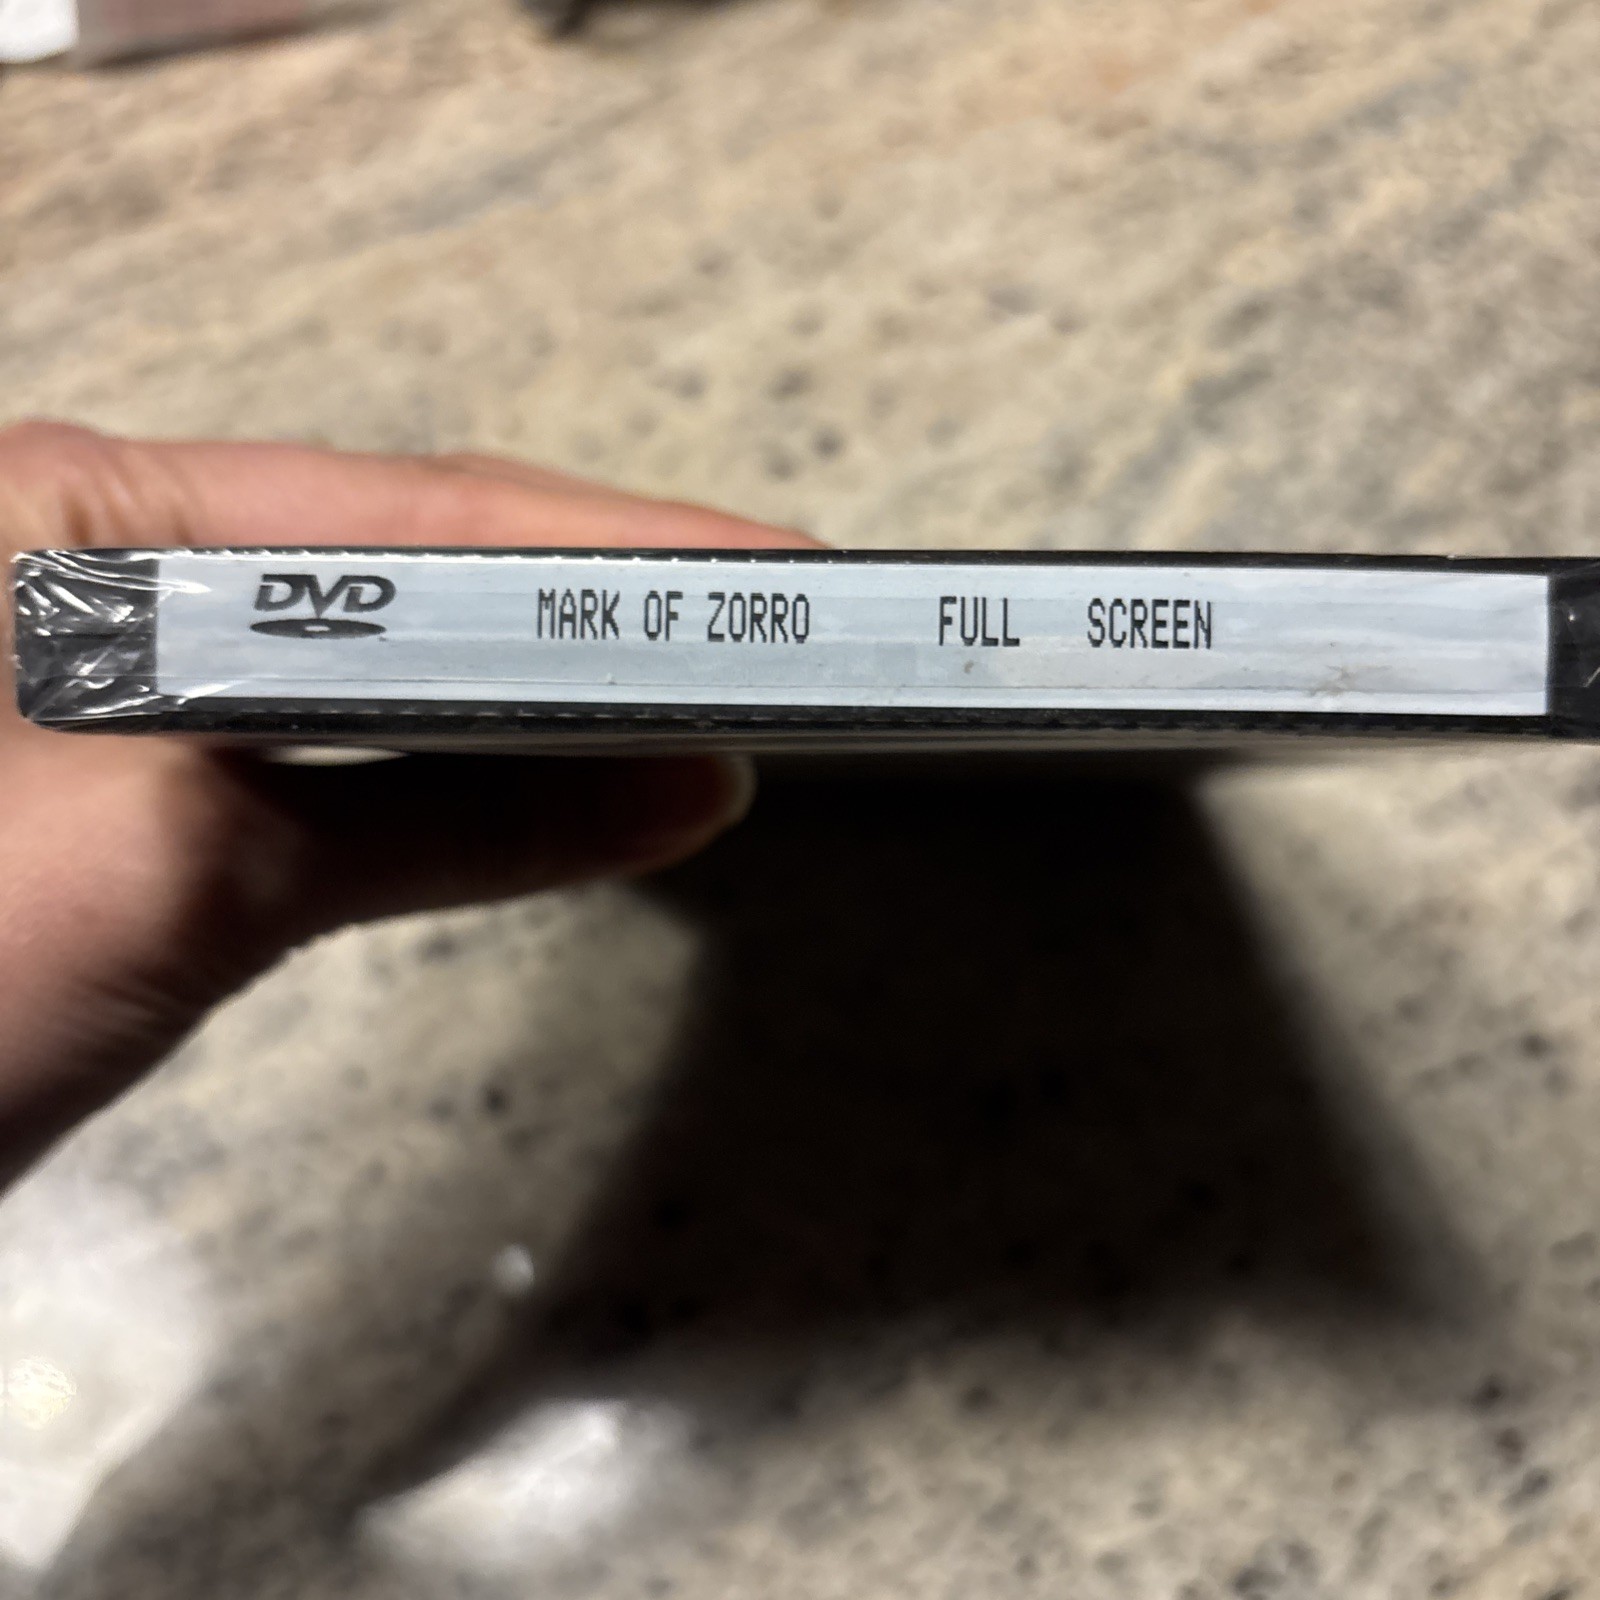 DVD MARK OF ZORRO FULL SCREEN